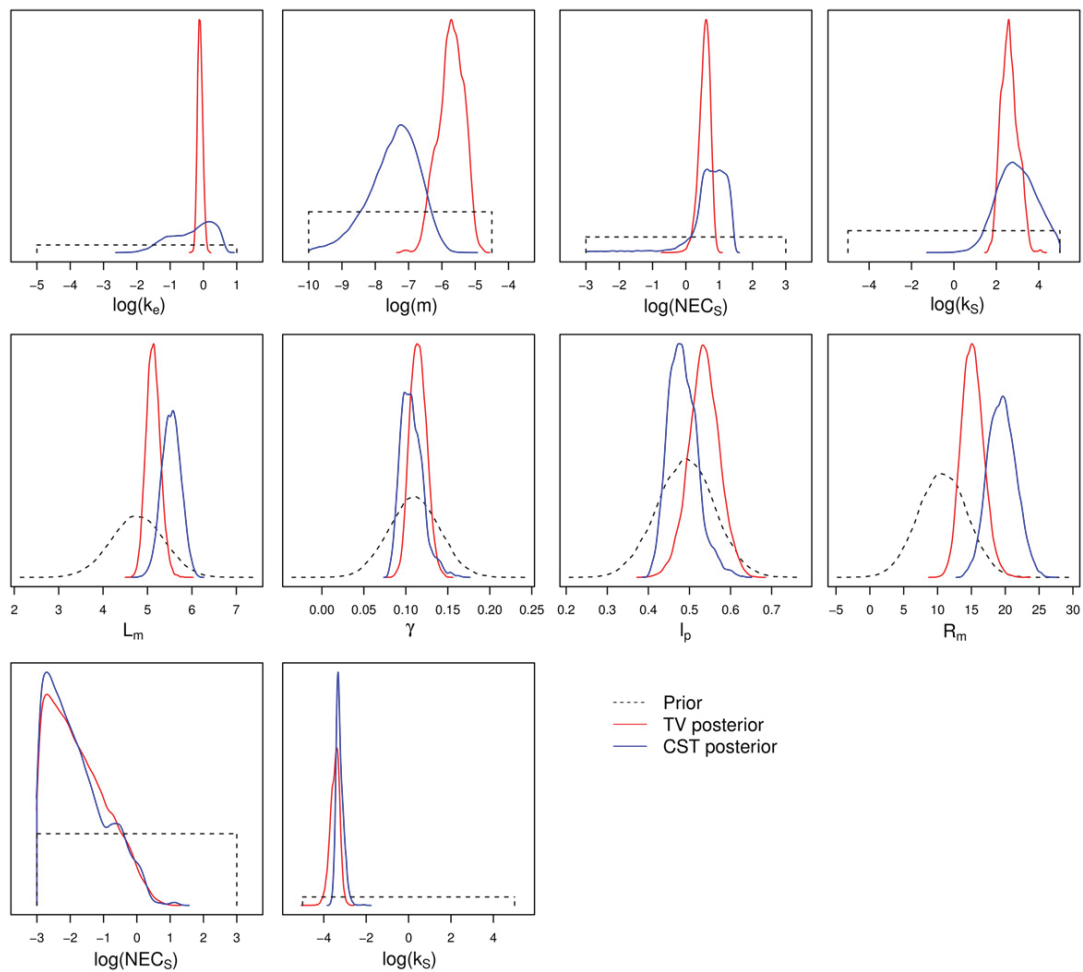 −5 −4 −3 −2 −1 0 1
log(ke)
−10 −9 −8 −7 −6 −5 −4
log(m)
−3 −2 −1 0 1 2 3
log(NECS)
−4 −2 0 2 4
log(kS)
2 3 4 5 6 7
Lm
0.00 0.05 0.10 0.15 0.20 0.25
γ
0.2 0.3 0.4 0.5 0.6 0.7
lp
−5 0 5 10 15 20 25 30
Rm
−3 −2 −1 0 1 2 3
log(NECS)
−4 −2 0 2 4
log(kS)
Prior
TV posterior
CST posterior